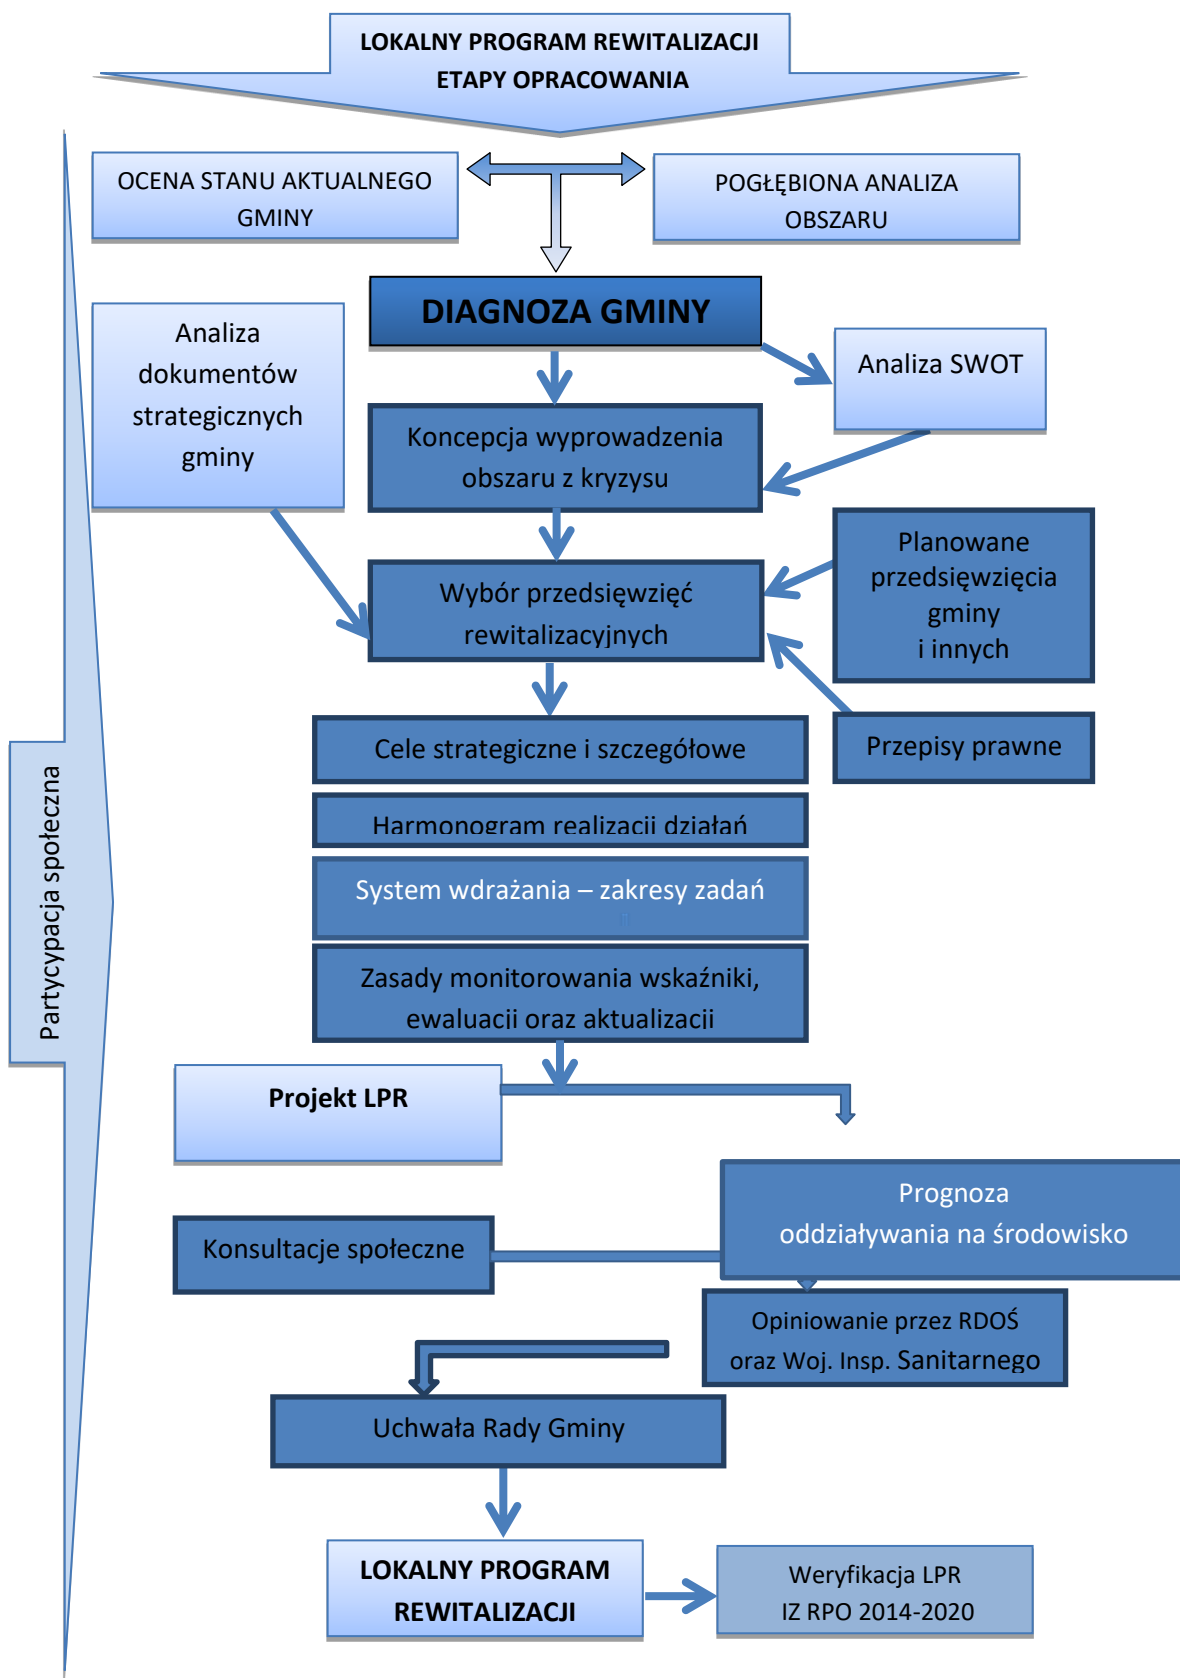 LOKALNY PROGRAM REWITALIZACJI
ETAPY OPRACOWANIA
OCENA STANU AKTUALNEGO
GMINY
POGŁĘBIONA ANALIZA
OBSZARU
DIAGNOZA GMINY
Analiza
dokumentów
strategicznych
gminy
Analiza SWOT
Koncepcja wyprowadzenia
obszaru z kryzysu
Planowane
przedsięwzięcia
gminy
i innych
Wybór przedsięwzięć
rewitalizacyjnych
Cele strategiczne i szczegółowe
Przepisy prawne
Harmonogram realizacji działań
System wdrażania – zakresy zadań
Zasady monitorowania wskaźniki,
ewaluacji oraz aktualizacji
Partycypacja społeczna
Projekt LPR
Prognoza
oddziaływania na środowisko
Konsultacje społeczne
Opiniowanie przez RDOŚ
oraz Woj. Insp. Sanitarnego
Uchwała Rady Gminy
LOKALNY PROGRAM
REWITALIZACJI
Weryfikacja LPR
IZ RPO 2014-2020